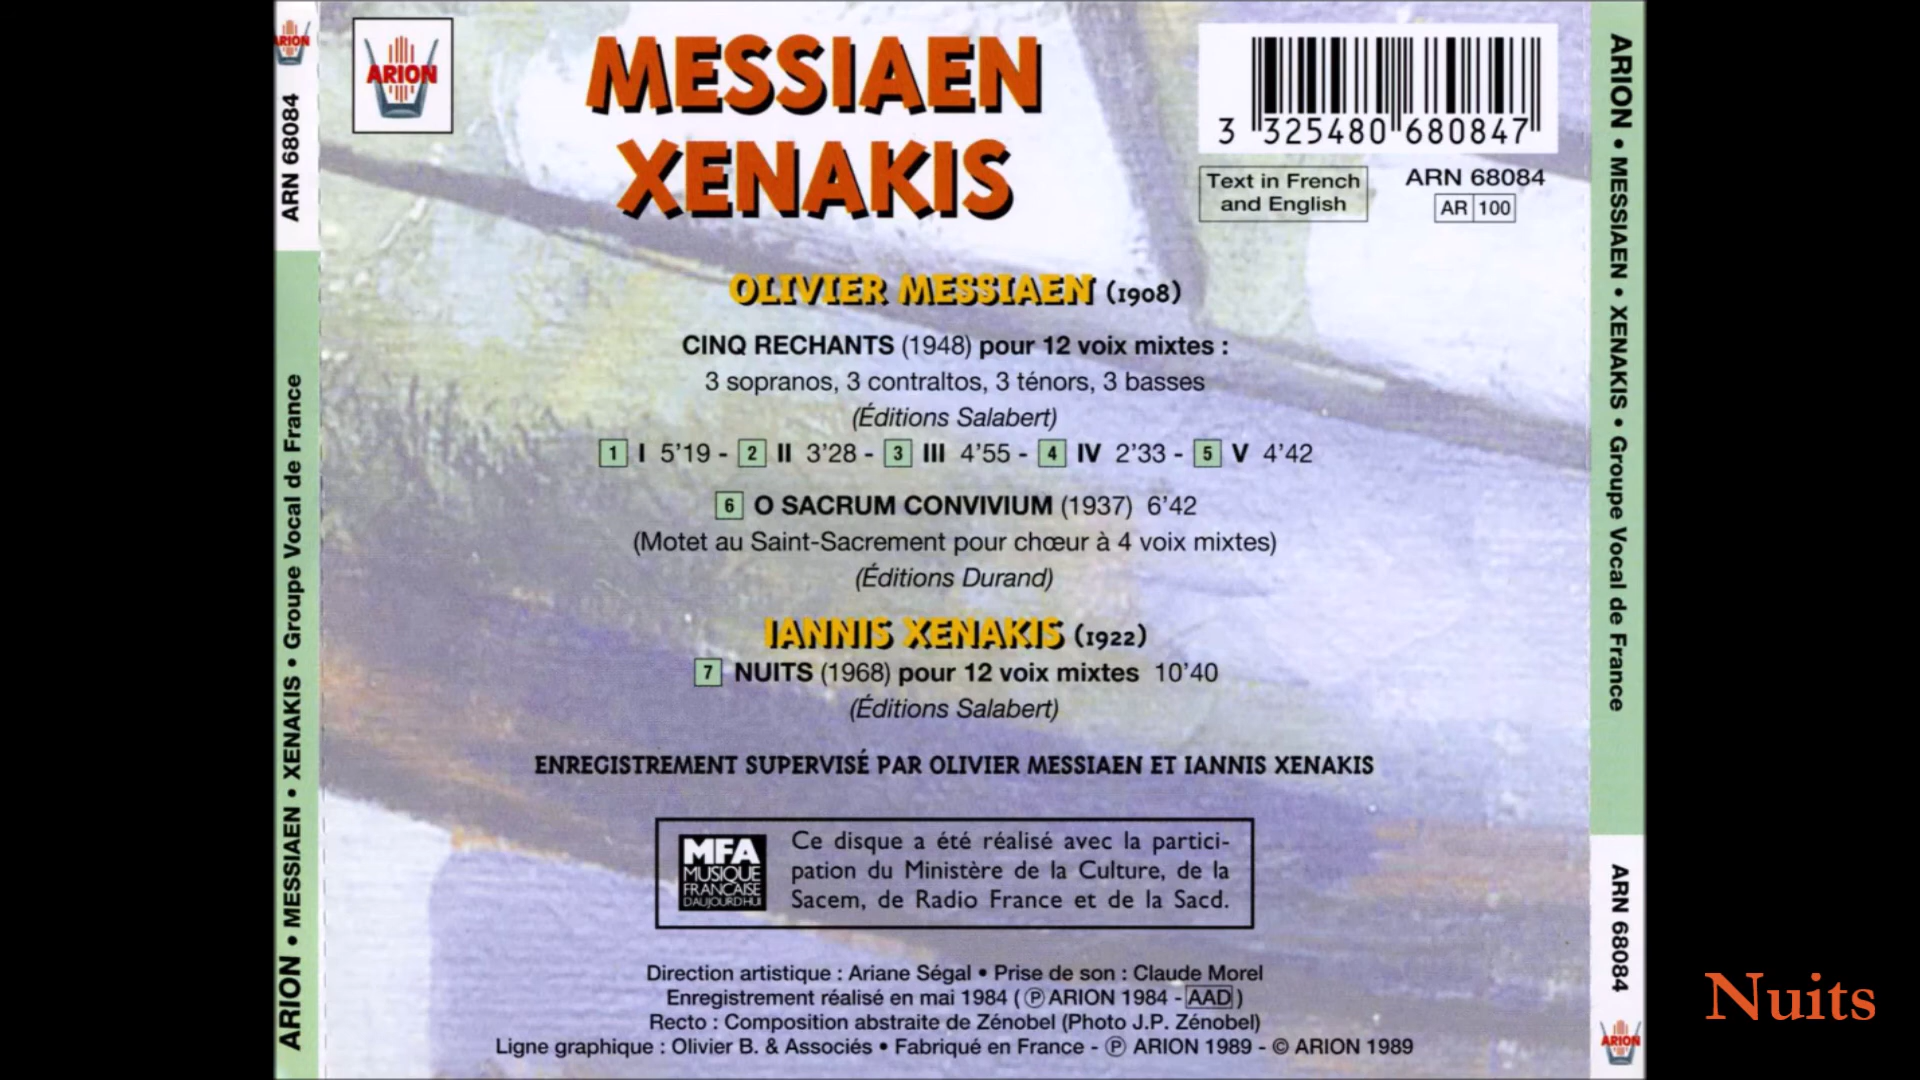 ARION
ARN 68084
ARION • MESSIAEN • XENAKIS • Groupe Vocal de France
ARION
MESSIAEN
XENAKIS
3 325480 680847
Text in French
and English
ARN 68084
AR 100
OLIVIER MESSIAEN (1908)
CINQ RECHANTS (1948) pour 12 voix mixtes :
3 sopranos, 3 contraltos, 3 ténors, 3 basses
(Éditions Salabert)
1 I 5'19 - 2 II 3'28 - 3 III 4'55 - 4 IV 2'33 - 5 V 4'42
6 O SACRUM CONVIVIUM (1937) 6'42
(Motet au Saint-Sacrement pour chœur à 4 voix mixtes)
(Éditions Durand)
IANNIS XENAKIS (1922)
7 NUITS (1968) pour 12 voix mixtes 10'40
(Éditions Salabert)
ENREGISTREMENT SUPERVISÉ PAR OLIVIER MESSIAEN ET IANNIS XENAKIS
MFA
MUSIQUE
FRANÇAISE
D'AUJOURD'HUI
Ce disque a été réalisé avec la partici-
pation du Ministère de la Culture, de la
Sacem, de Radio France et de la Sacd.
Direction artistique : Ariane Ségal • Prise de son : Claude Morel
Enregistrement réalisé en mai 1984 (Ⓟ ARION 1984 - AAD)
Recto : Composition abstraite de Zénobel (Photo J.P. Zénobel)
Ligne graphique : Olivier B. & Associés • Fabriqué en France - Ⓟ ARION 1989 - © ARION 1989
ARION • MESSIAEN • XENAKIS • Groupe Vocal de France
ARN 68084
ARION
Nuits